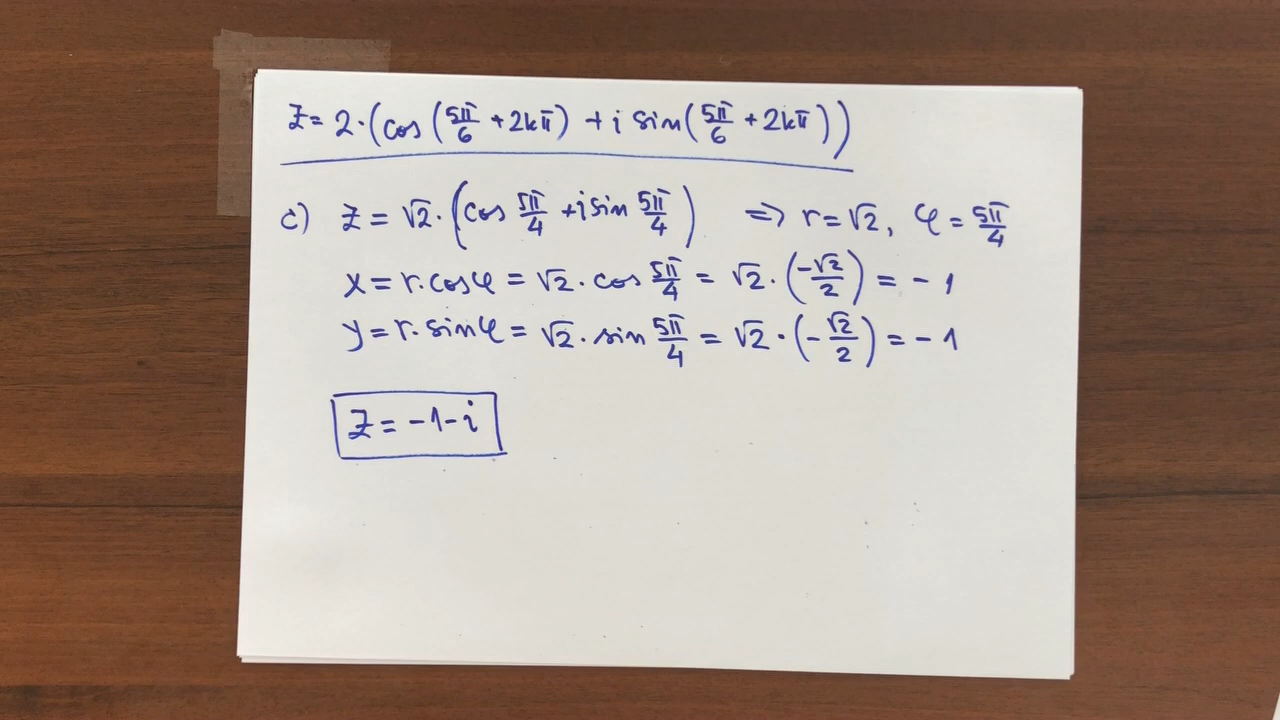 z = 2·(cos(5π/6 + 2kπ) + i sin(5π/6 + 2kπ))
c) z = √2·(cos 5π/4 + i sin 5π/4) ⇒ r = √2, φ = 5π/4
x = r·cosφ = √2·cos 5π/4 = √2·(-√2/2) = -1
y = r·sinφ = √2·sin 5π/4 = √2·(-√2/2) = -1
z = -1-i